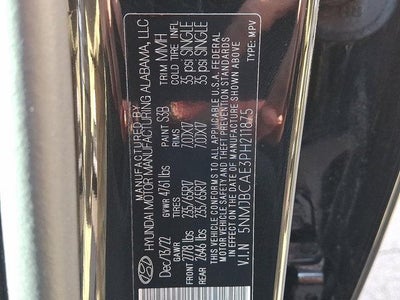 MANUFACTURED BY
HYUNDAI MOTOR MANUFACTURING ALABAMA, LLC
Dec/15/22 GVWR 4761 lbs PAINT S3B TRIM MMH
GAWR TIRES RIMS COLD TIRE INFL
FRONT 2778 lbs 235/65R17 7.0JX17 35 psi SINGLE
REAR 2646 lbs 235/65R17 7.0JX17 35 psi SINGLE
THIS VEHICLE CONFORMS TO ALL APPLICABLE U.S.A. FEDERAL
MOTOR VEHICLE SAFETY AND THEFT PREVENTION STANDARDS
IN EFFECT ON THE DATE OF MANUFACTURE SHOWN ABOVE
V.I.N 5NMJBCAE3PH211875 TYPE: MPV